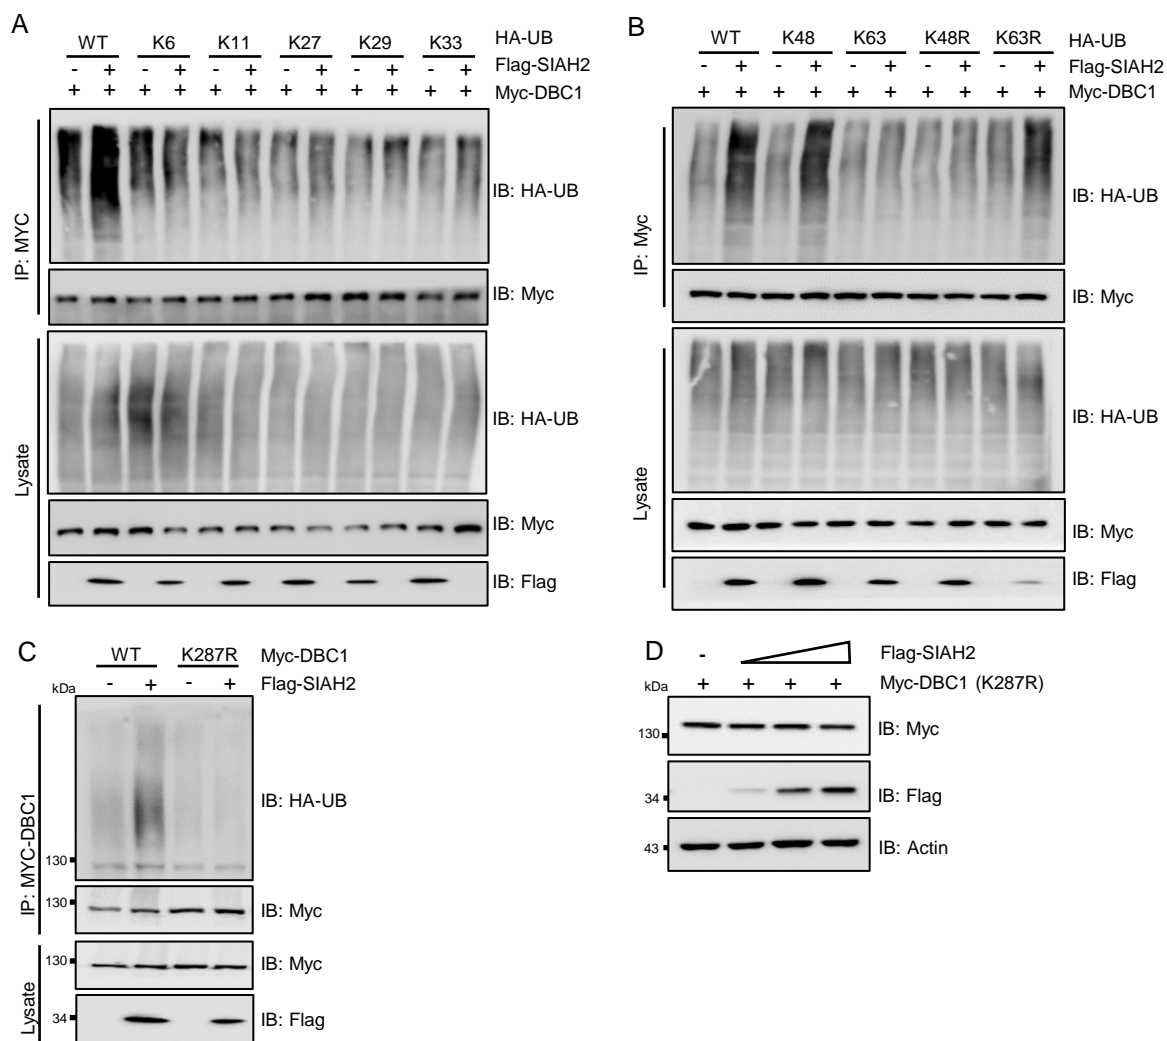 A
WT K6 K11 K27 K29 K33 HA-UB
- + - + - + - + - + - + Flag-SIAH2
+ + + + + + + + + + + + Myc-DBC1
IP: MYC
IB: HA-UB
IB: Myc
Lysate
IB: HA-UB
IB: Myc
IB: Flag
B
WT K48 K63 K48R K63R HA-UB
- + - + - + - + - + Flag-SIAH2
+ + + + + + + + + + Myc-DBC1
IP: Myc
IB: HA-UB
IB: Myc
Lysate
IB: HA-UB
IB: Myc
IB: Flag
C
WT K287R Myc-DBC1
kDa - + - + Flag-SIAH2
IP: MYC-DBC1
IB: HA-UB
130
130
IB: Myc
Lysate
130
IB: Myc
34
IB: Flag
D
- Flag-SIAH2
kDa + + + + Myc-DBC1 (K287R)
130
IB: Myc
34
IB: Flag
43
IB: Actin